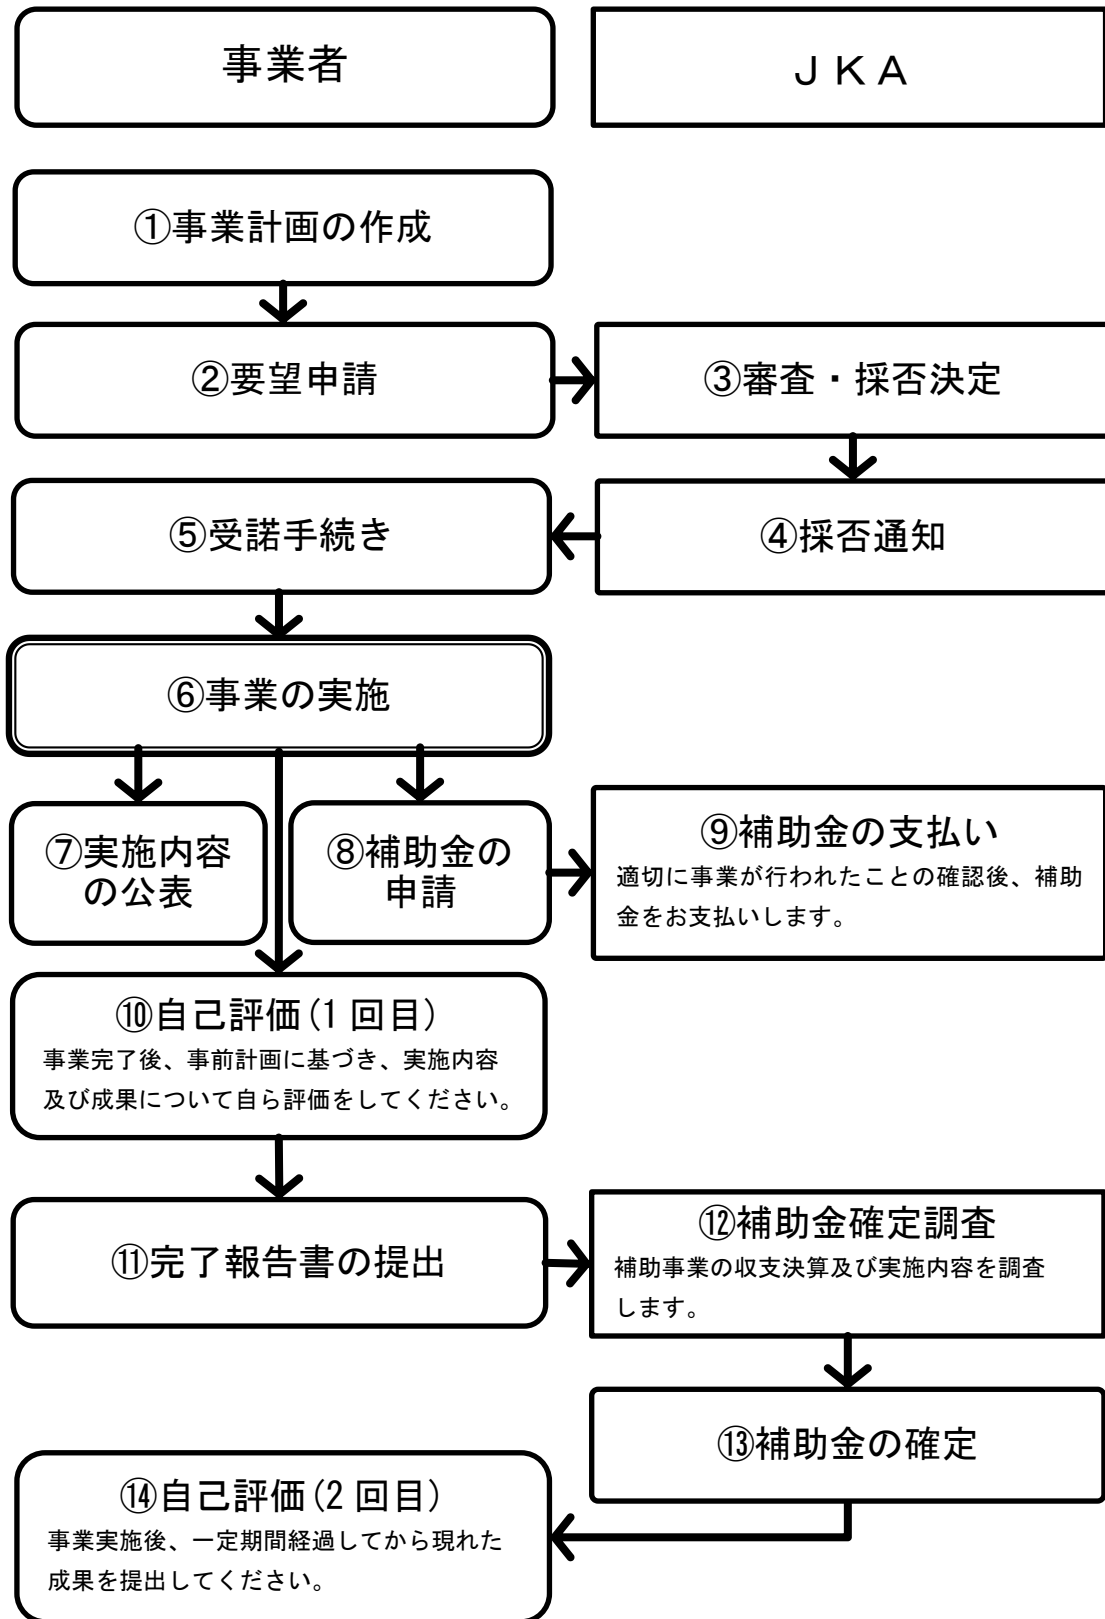 事業者
ＪＫＡ
①事業計画の作成
②要望申請
③審査・採否決定
⑤受諾手続き
④採否通知
⑥事業の実施
⑦実施内容
の公表
⑧補助金の
申請
⑨補助金の支払い
適切に事業が行われたことの確認後、補助
金をお支払いします。
⑩自己評価(1回目)
事業完了後、事前計画に基づき、実施内容
及び成果について自ら評価をしてください。
⑪完了報告書の提出
⑫補助金確定調査
補助事業の収支決算及び実施内容を調査
します。
⑬補助金の確定
⑭自己評価(2回目)
事業実施後、一定期間経過してから現れた
成果を提出してください。